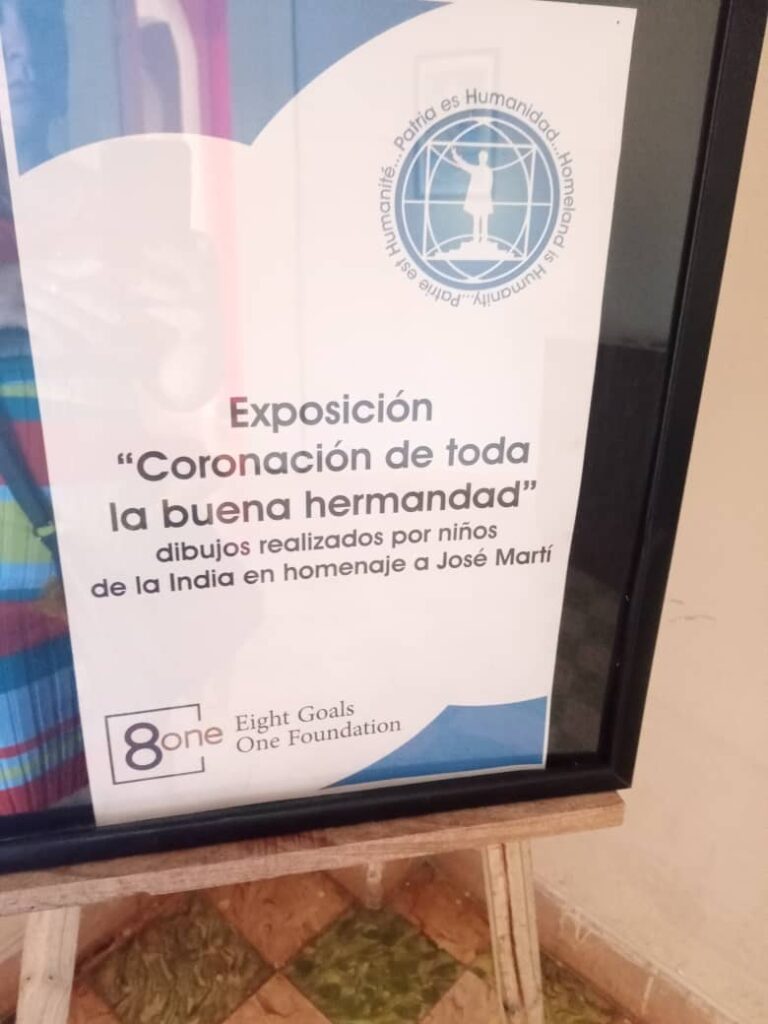 Patria es Humanidad...Homeland is Humanity...Patrie est Humanité...
Exposición
“Coronación de toda
la buena hermandad”
dibujos realizados por niños
de la India en homenaje a José Martí
8one
Eight Goals
One Foundation